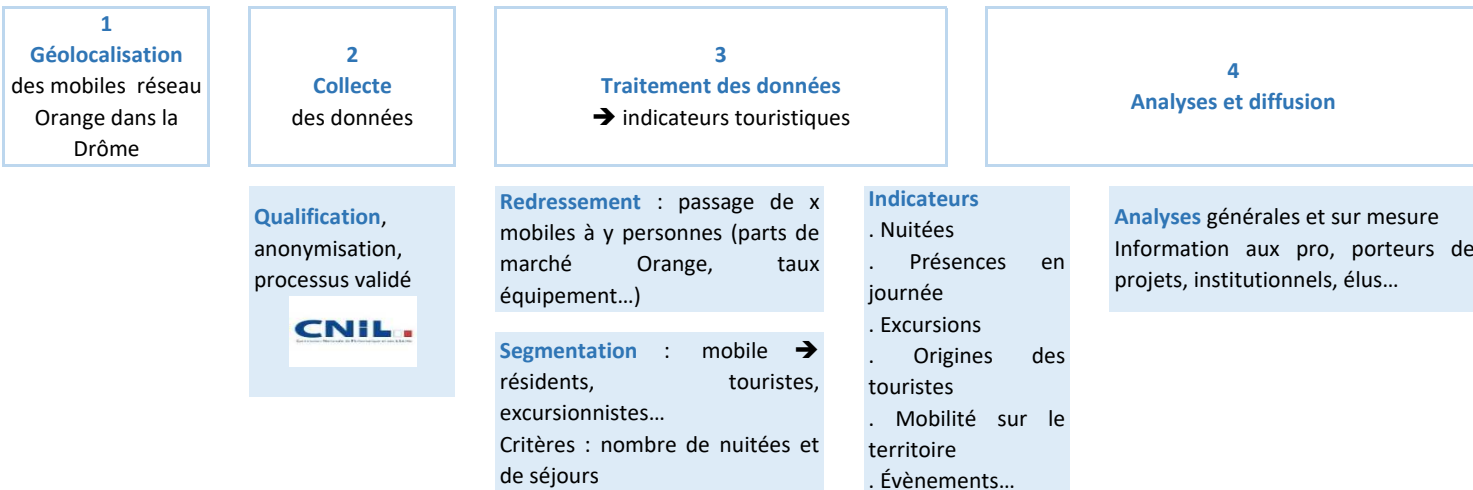 1
Géolocalisation
des mobiles réseau
Orange dans la
Drôme
2
Collecte
des données
3
Traitement des données
➔ indicateurs touristiques
4
Analyses et diffusion
Qualification,
anonymisation,
processus validé
CNIL
Redressement : passage de x
mobiles à y personnes (parts de
marché Orange, taux
équipement…)
Segmentation : mobile ➔
résidents, touristes,
excursionnistes…
Critères : nombre de nuitées et
de séjours
Indicateurs
. Nuitées
. Présences en
journée
. Excursions
. Origines des
touristes
. Mobilité sur le
territoire
. Évènements…
Analyses générales et sur mesure
Information aux pro, porteurs de
projets, institutionnels, élus…